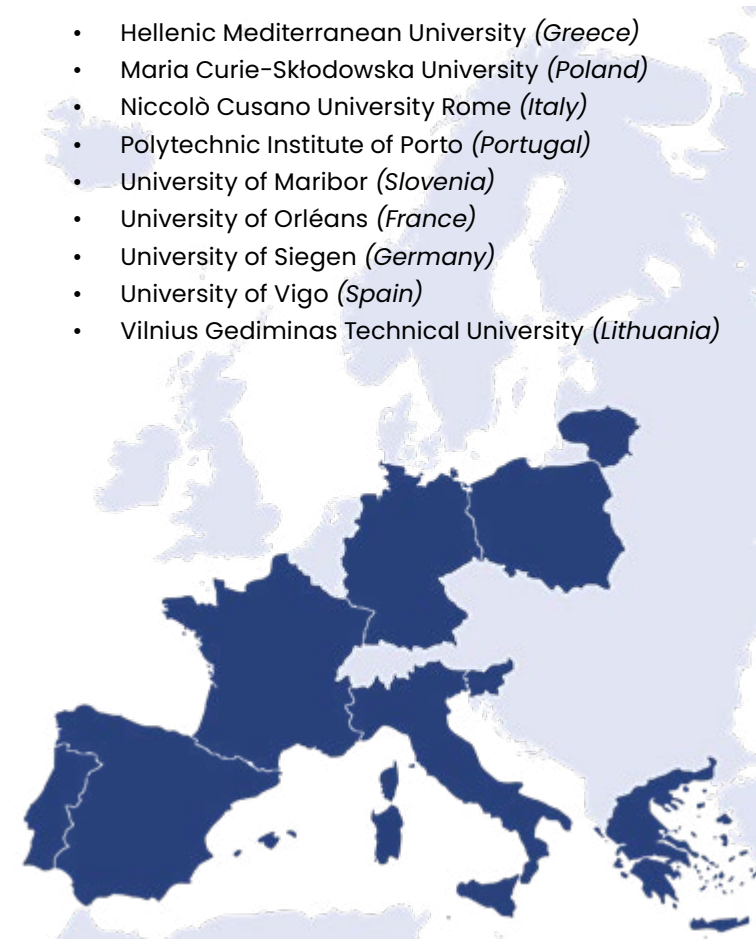 • Hellenic Mediterranean University (Greece)
• Maria Curie-Skłodowska University (Poland)
• Niccolò Cusano University Rome (Italy)
• Polytechnic Institute of Porto (Portugal)
• University of Maribor (Slovenia)
• University of Orléans (France)
• University of Siegen (Germany)
• University of Vigo (Spain)
• Vilnius Gediminas Technical University (Lithuania)